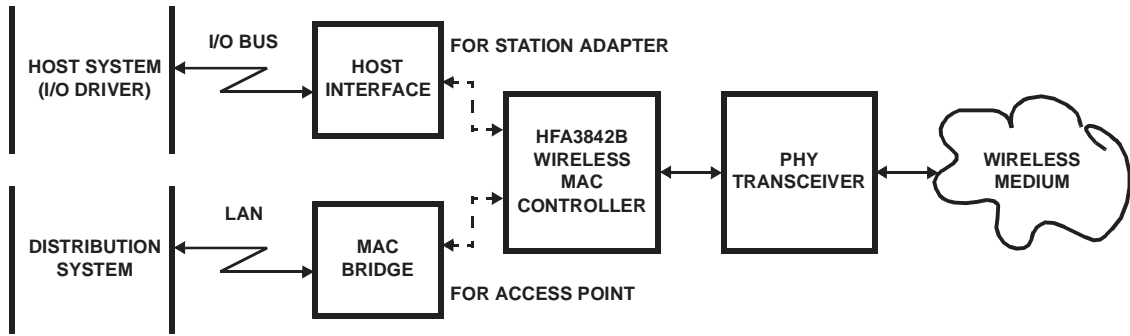 I/O BUS
FOR STATION ADAPTER
HOST SYSTEM
(I/O DRIVER)
HOST
INTERFACE
HFA3842B
WIRELESS
MAC
CONTROLLER
PHY
TRANSCEIVER
WIRELESS
MEDIUM
LAN
DISTRIBUTION
SYSTEM
MAC
BRIDGE
FOR ACCESS POINT